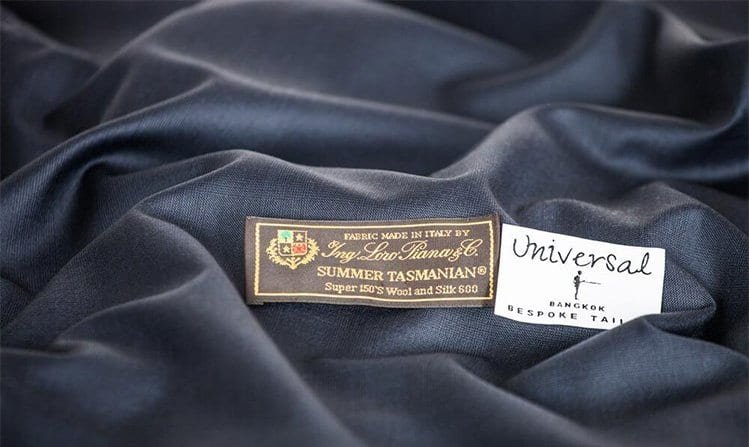 FABRIC MADE IN ITALY BY
Ing. Loro Piana & C.
SUMMER TASMANIAN®
Super 150'S Wool and Silk 600
Universal
BANGKOK
BESPOKE TAIL